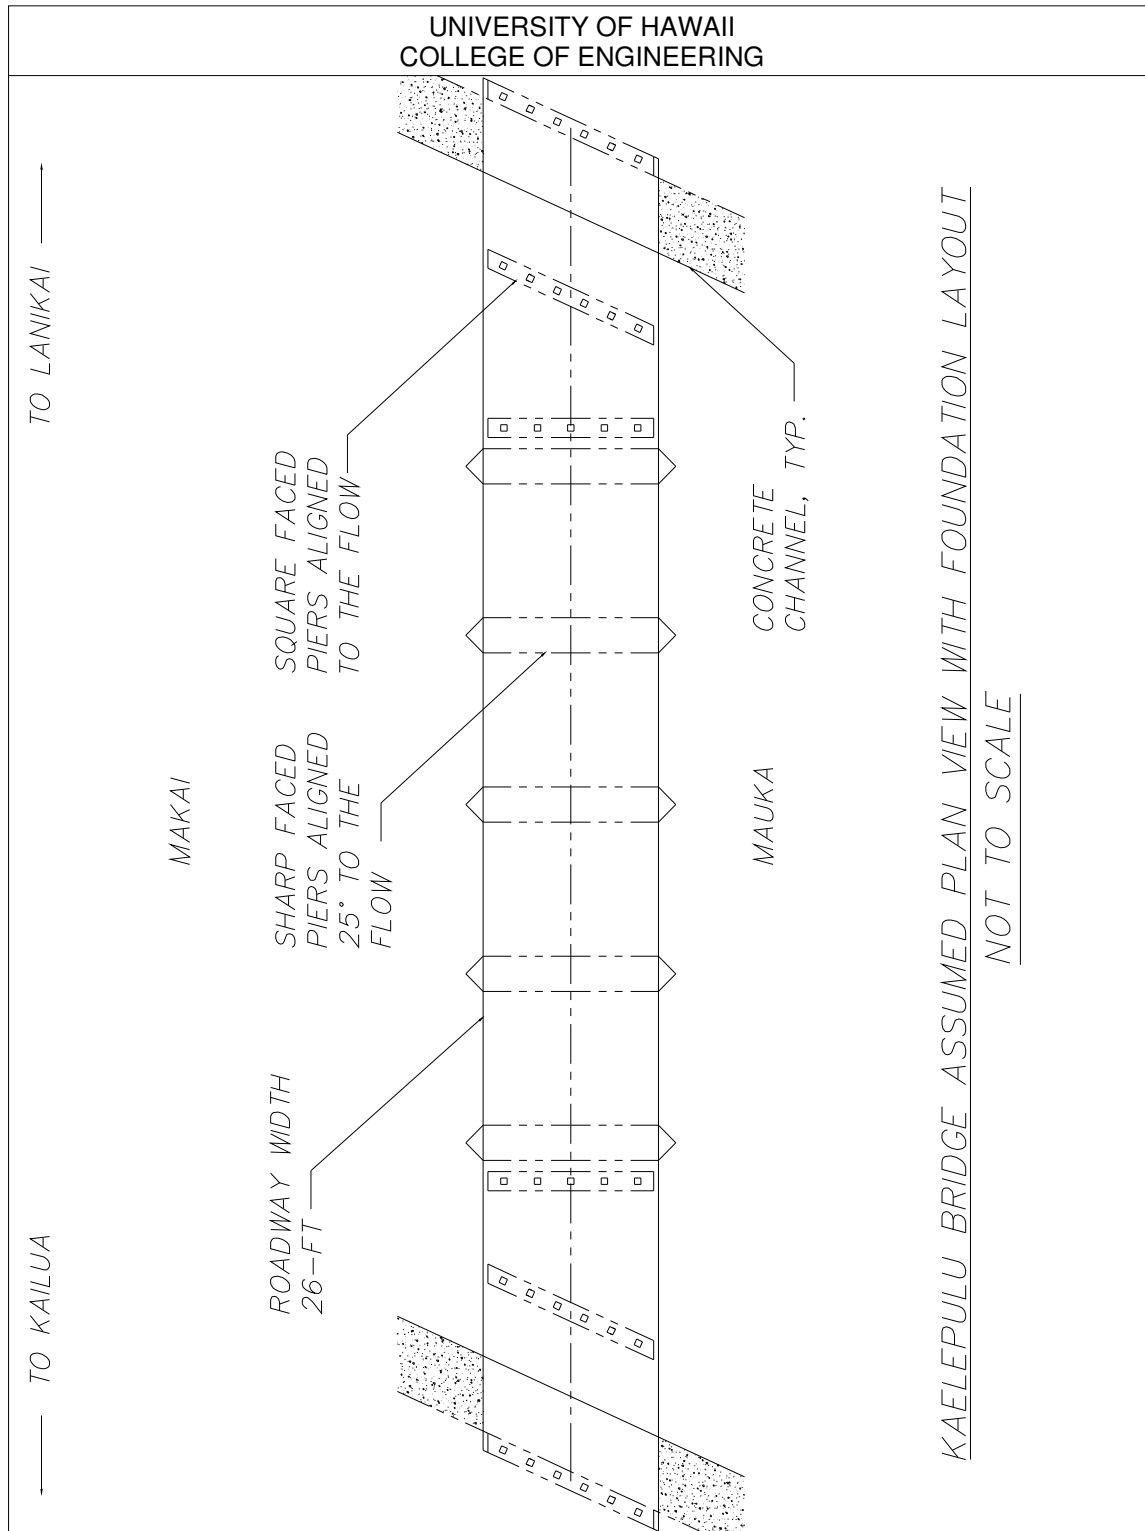 UNIVERSITY OF HAWAII
COLLEGE OF ENGINEERING
TO KAILUA
TO LANIKAI
MAKAI
ROADWAY WIDTH
26-FT
SHARP FACED
PIERS ALIGNED
25° TO THE
FLOW
SQUARE FACED
PIERS ALIGNED
TO THE FLOW
MAUKA
CONCRETE
CHANNEL, TYP.
KAELEPULU BRIDGE ASSUMED PLAN VIEW WITH FOUNDATION LAYOUT
NOT TO SCALE